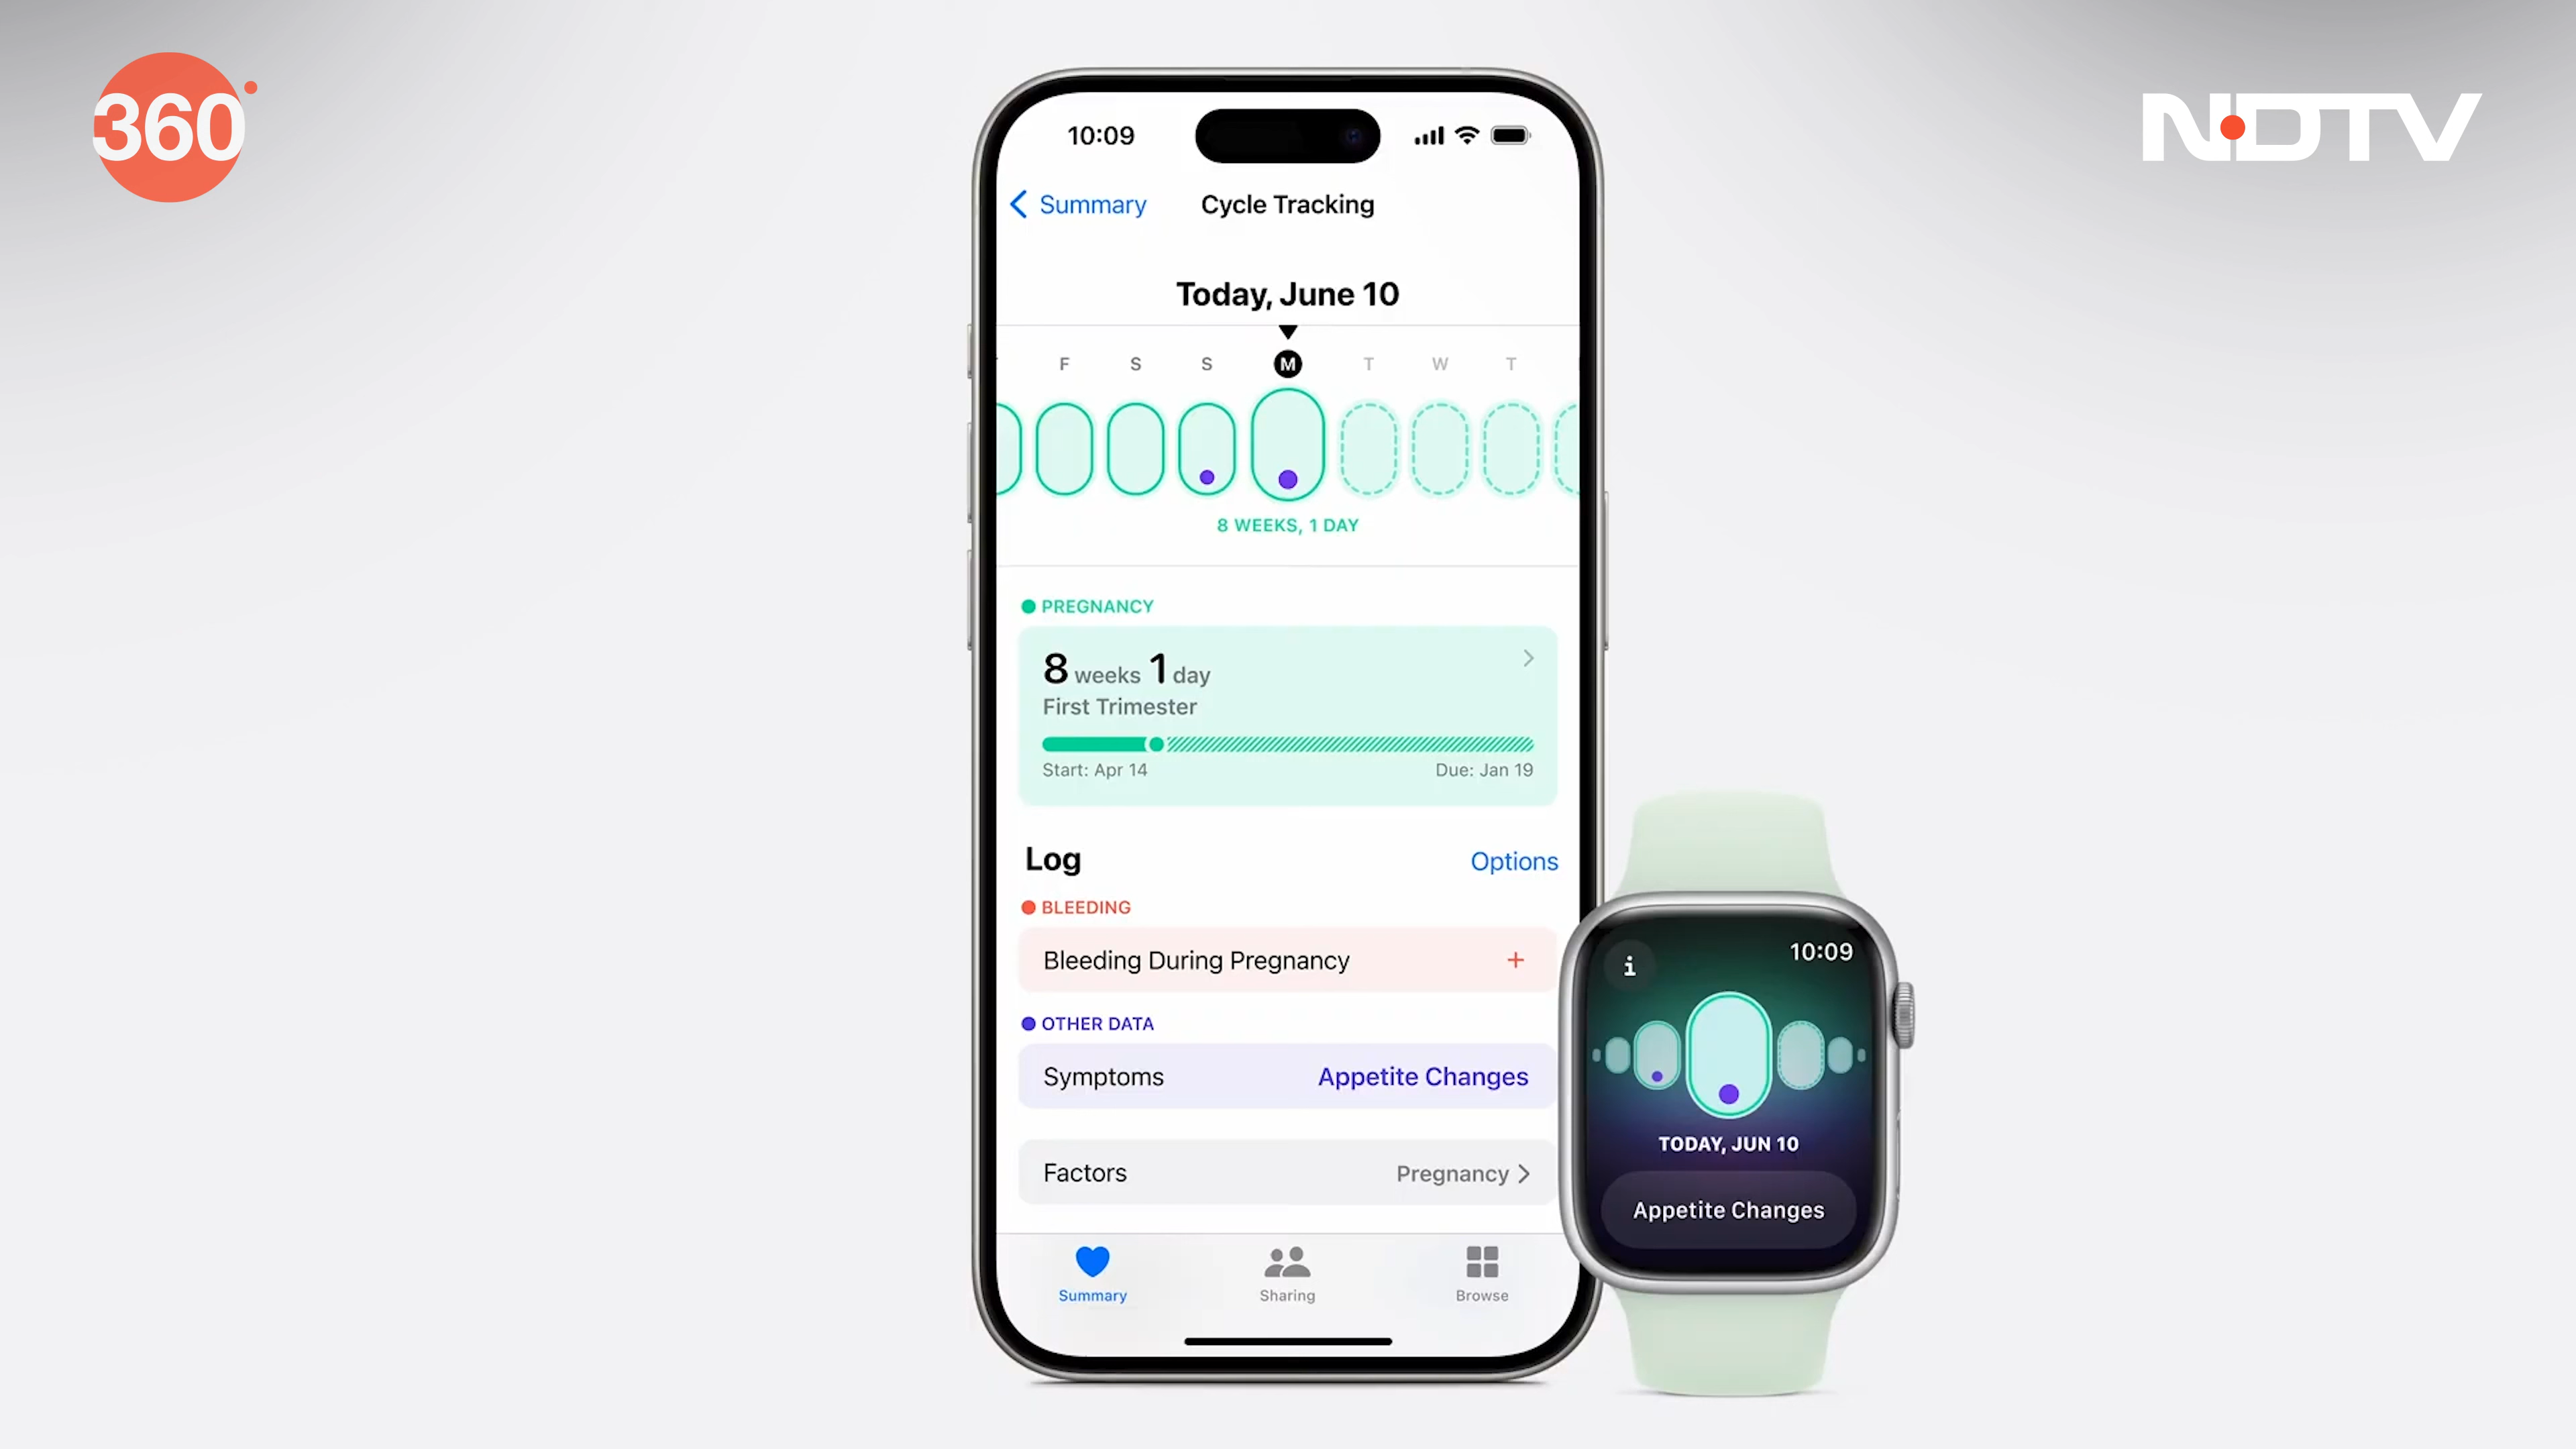 360°
NDTV
10:09
Summary
Cycle Tracking
Today, June 10
F S S M T W T
8 WEEKS, 1 DAY
PREGNANCY
8 weeks 1 day
First Trimester
Start: Apr 14
Due: Jan 19
Log
Options
BLEEDING
Bleeding During Pregnancy
+
OTHER DATA
Symptoms
Appetite Changes
Factors
Pregnancy
Summary
Sharing
Browse
i
10:09
TODAY, JUN 10
Appetite Changes